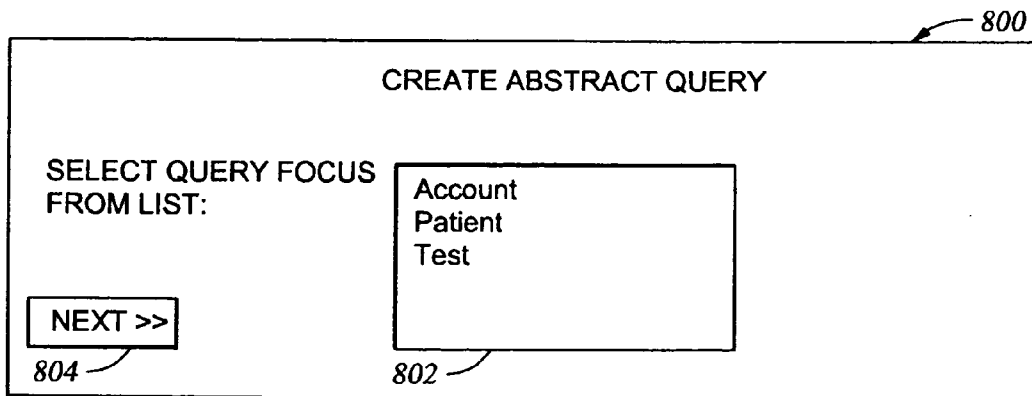 800
CREATE ABSTRACT QUERY
SELECT QUERY FOCUS
FROM LIST:
Account
Patient
Test
NEXT >>
804
802